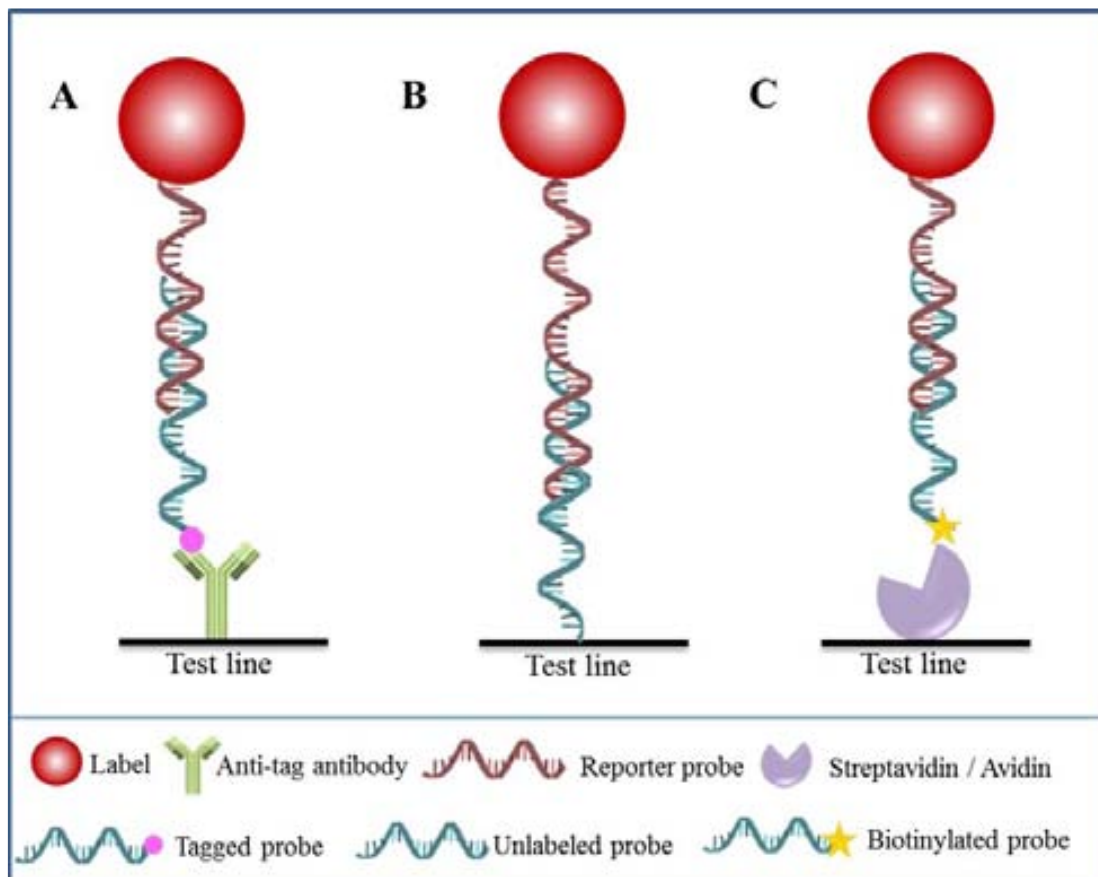 A B C
Test line Test line Test line
Label Anti-tag antibody Reporter probe Streptavidin / Avidin
Tagged probe Unlabeled probe Biotinylated probe